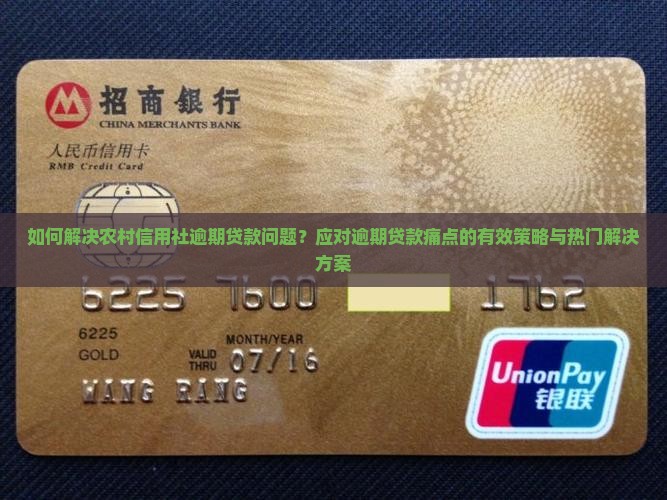 招商银行
CHINA MERCHANTS BANK
人民币信用卡
RMB Credit Card
如何解决农村信用社逾期贷款问题？应对逾期贷款痛点的有效策略与热门解决
方案
6225 7600 1762
6225
MONTH/YEAR
GOLD VALID THRU 07/16
WANG RANG
UnionPay
银联